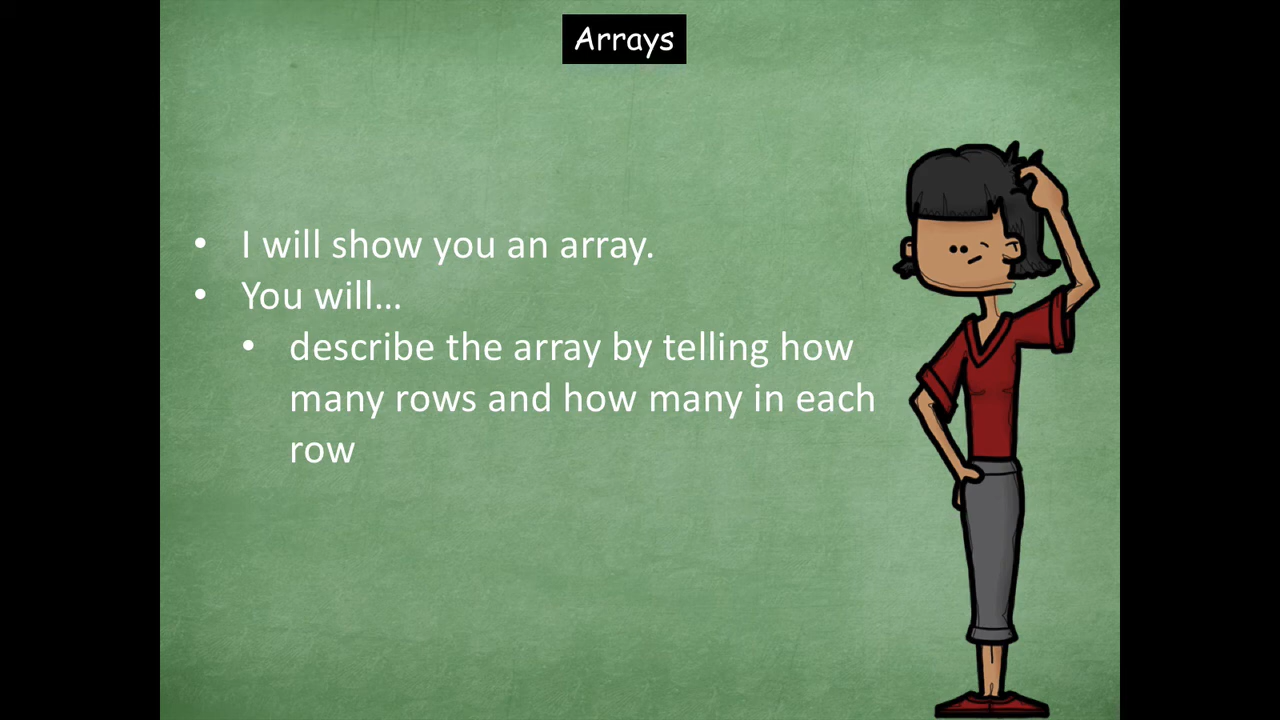 Arrays
• I will show you an array.
• You will...
• describe the array by telling how
many rows and how many in each
row